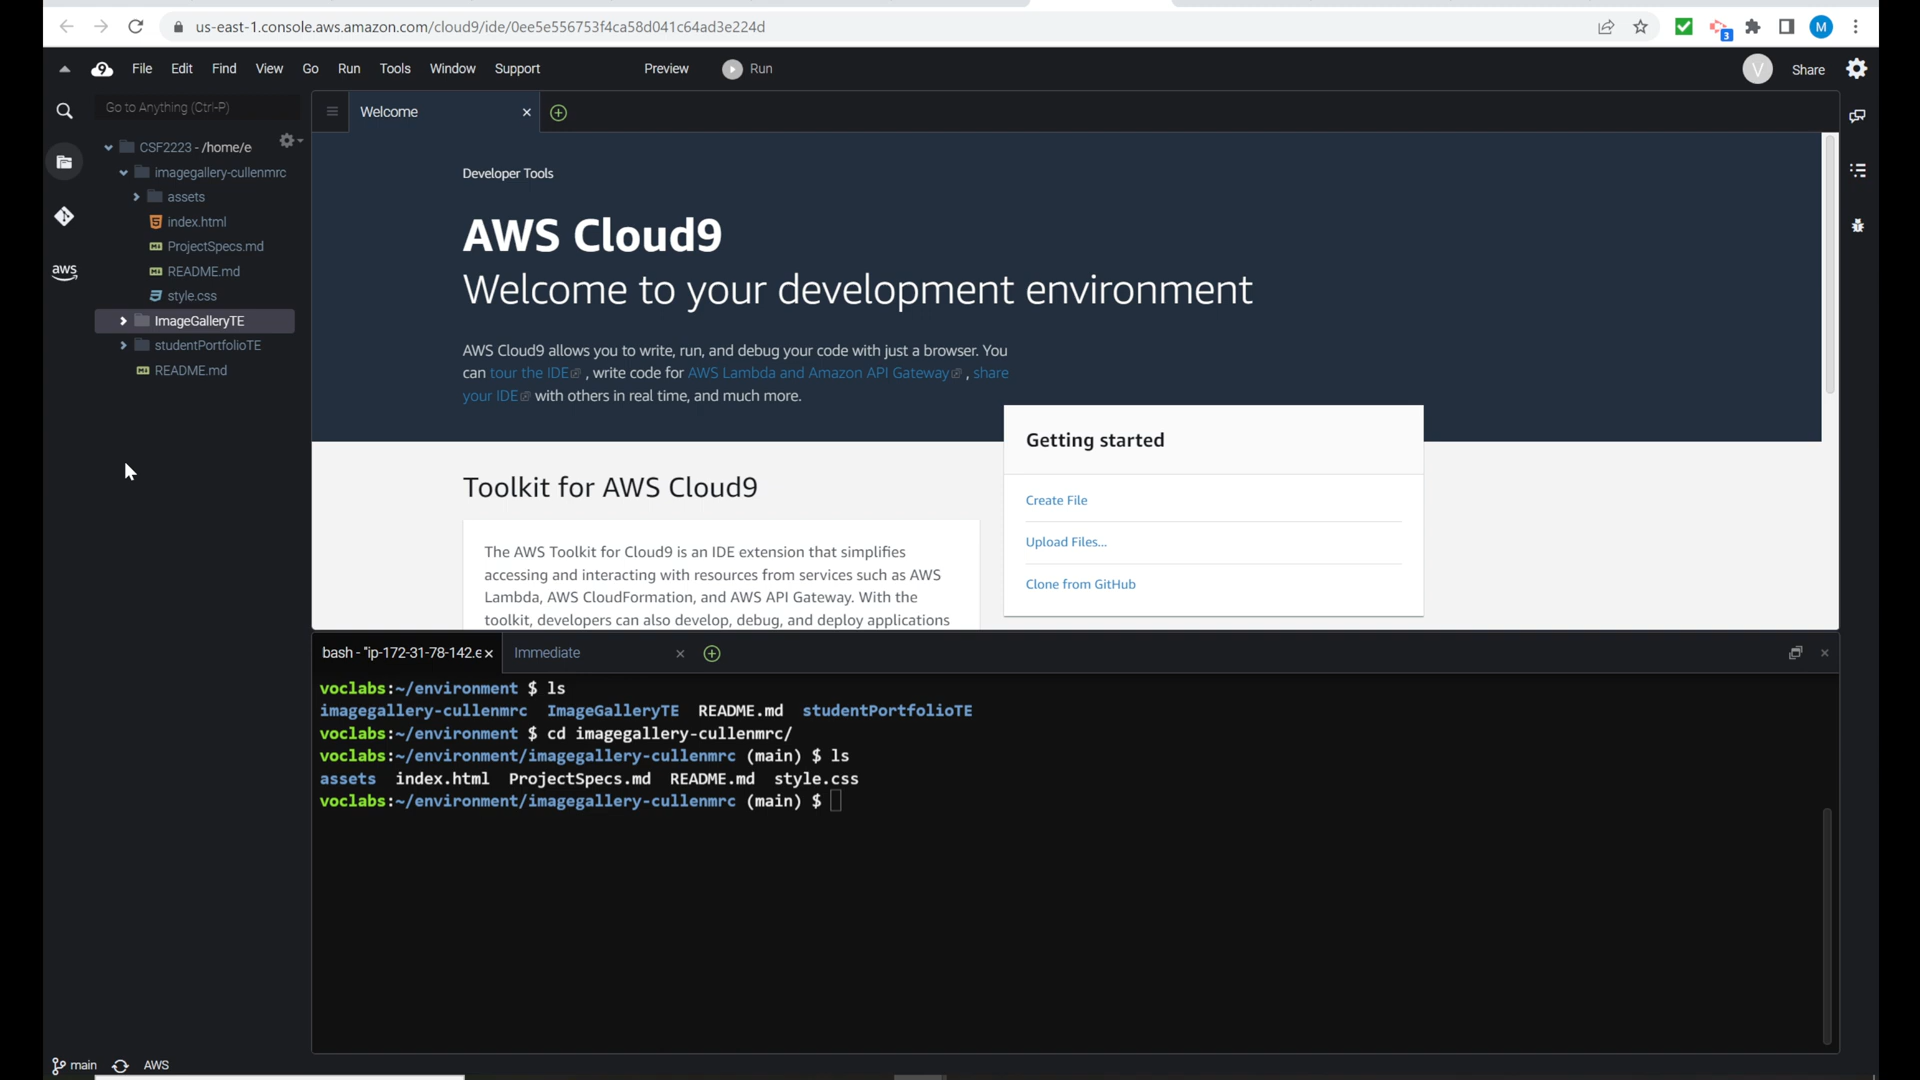 us-east-1.console.aws.amazon.com/cloud9/ide/0ee5e556753f4ca58d041c64ad3e224d
3
M
9
File Edit Find View Go Run Tools Window Support Preview Run
V
Share
Go to Anything (Ctrl-P)
Welcome
CSF2223 - /home/e
imagegallery-cullenmrc
assets
index.html
ProjectSpecs.md
README.md
style.css
ImageGalleryTE
studentPortfolioTE
README.md
aws
Developer Tools
AWS Cloud9
Welcome to your development environment
AWS Cloud9 allows you to write, run, and debug your code with just a browser. You
can tour the IDE , write code for AWS Lambda and Amazon API Gateway , share
your IDE with others in real time, and much more.
Getting started
Create File
Upload Files...
Clone from GitHub
Toolkit for AWS Cloud9
The AWS Toolkit for Cloud9 is an IDE extension that simplifies
accessing and interacting with resources from services such as AWS
Lambda, AWS CloudFormation, and AWS API Gateway. With the
toolkit, developers can also develop, debug, and deploy applications
bash - "ip-172-31-78-142.e
Immediate
voclabs:~/environment $ ls
imagegallery-cullenmrc ImageGalleryTE README.md studentPortfolioTE
voclabs:~/environment $ cd imagegallery-cullenmrc/
voclabs:~/environment/imagegallery-cullenmrc (main) $ ls
assets index.html ProjectSpecs.md README.md style.css
voclabs:~/environment/imagegallery-cullenmrc (main) $
main AWS